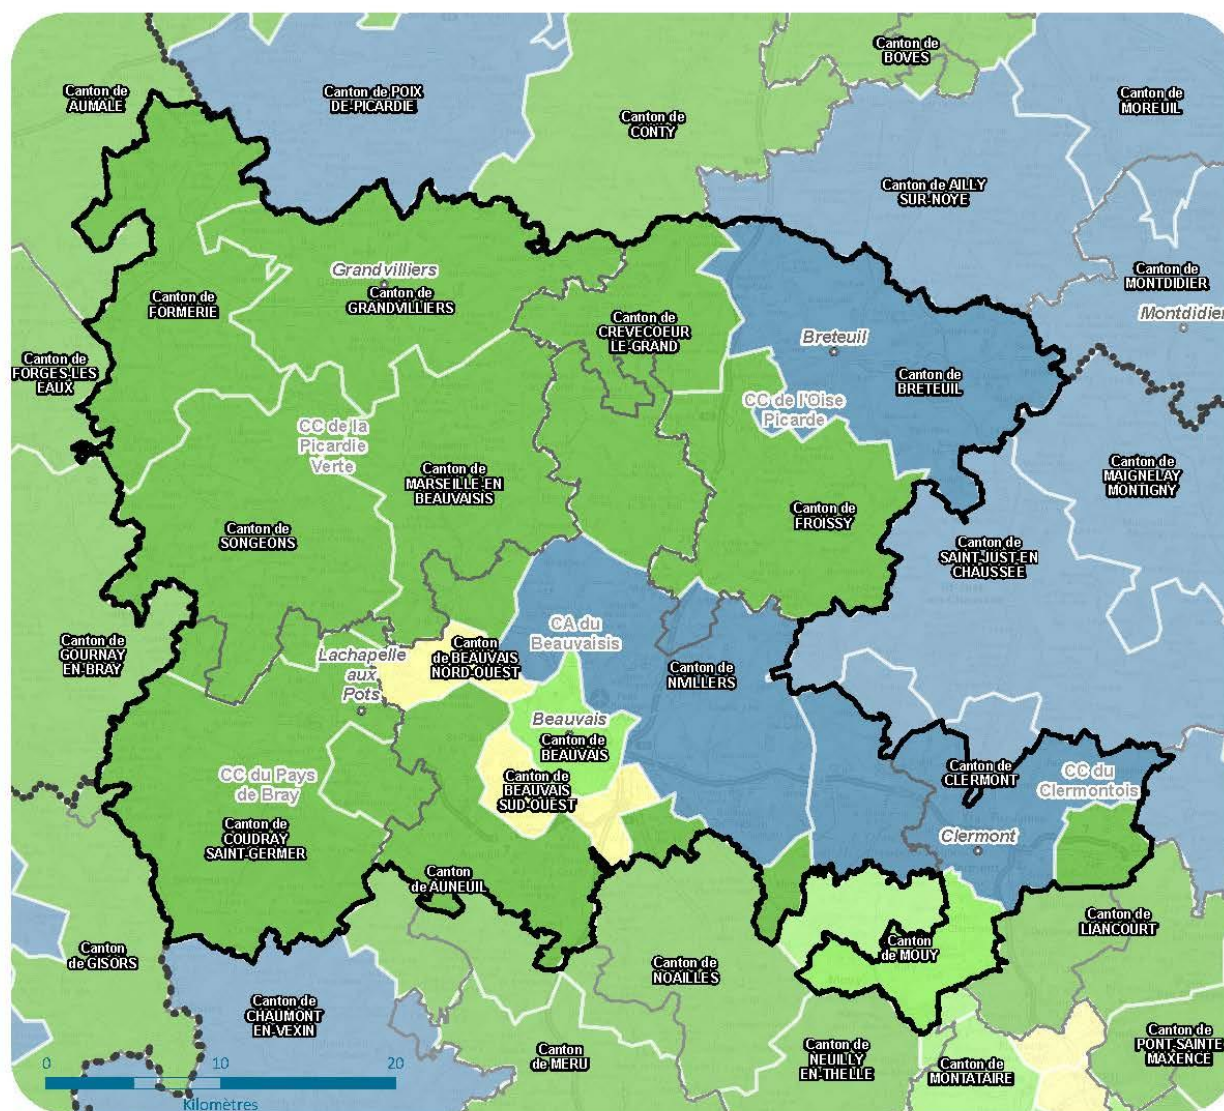 Canton de
BOVES
Canton de
AUMALE
Canton de POIX
DE-PICARDIE
Canton de
MOREUIL
Canton de
CONTY
Canton de AILLY
SUR-NOYE
Canton de
MONTDIDIER
Montdidier
Grandvilliers
Canton de
GRANDVILLIERS
Canton de
FORMERIE
Canton de
CREVECOEUR
LE-GRAND
Breteuil
Canton de
BRETEUIL
Canton de
FORGES-LES
EAUX
CC de l'Oise
Picarde
CC de la
Picardie
Verte
Canton de
MARSEILLE-EN
BEAUVAISIS
Canton de
MAIGNELAY
MONTIGNY
Canton de
FROISSY
Canton de
SONGEONS
Canton de
SAINT-JUST-EN
CHAUSSEE
CA du
Beauvaisis
Canton de
GOURNAY
EN-BRAY
Lachapelle
aux
Pots
Canton
de BEAUVAIS
NORD-OUEST
Canton de
NIVILLERS
Beauvais
Canton de
BEAUVAIS
CC du Pays
de Bray
Canton de
BEAUVAIS
SUD-OUEST
Canton de
CLERMONT
CC du
Clermontois
Clermont
Canton de
COUDRAY
SAINT-GERMER
Canton
de AUNEUIL
Canton de
LIANCOURT
Canton
de MOUY
Canton
de GISORS
Canton de
NOAILLES
Canton de
CHAUMONT
EN-VEXIN
Canton
de MERU
Canton de
NEUILLY
EN-THELLE
Canton de
MONTATAIRE
Canton de
PONT-SAINTE
MAXENCE
0 10 20
Kilomètres